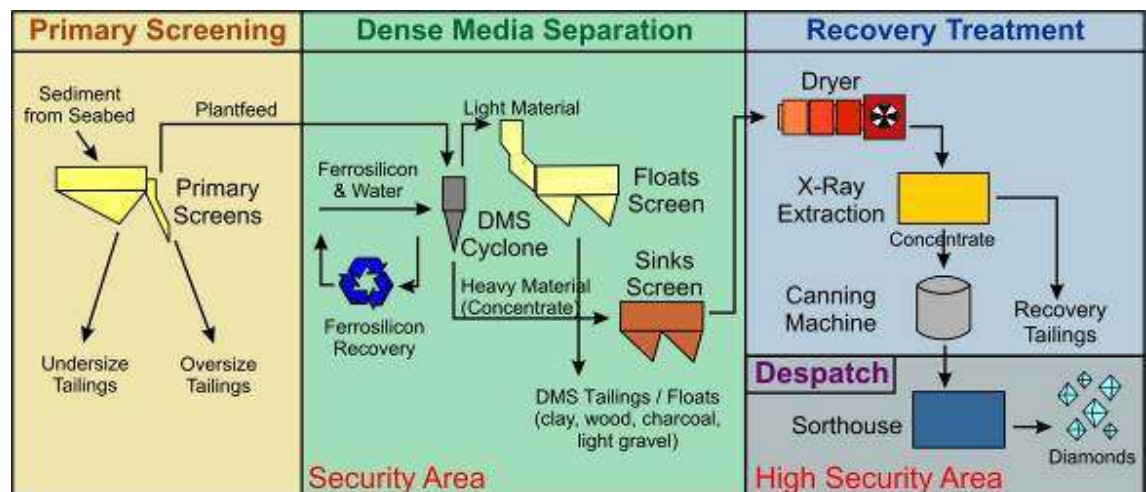 Primary Screening
Sediment
from Seabed
Plantfeed
Primary
Screens
Undersize
Tailings
Oversize
Tailings
Dense Media Separation
Light Material
Ferrosilicon
& Water
DMS
Cyclone
Floats
Screen
Heavy Material
(Concentrate)
Sinks
Screen
Ferrosilicon
Recovery
DMS Tailings / Floats
(clay, wood, charcoal,
light gravel)
Security Area
Recovery Treatment
Dryer
X-Ray
Extraction
Concentrate
Canning
Machine
Recovery
Tailings
Despatch
Sorthouse
Diamonds
High Security Area